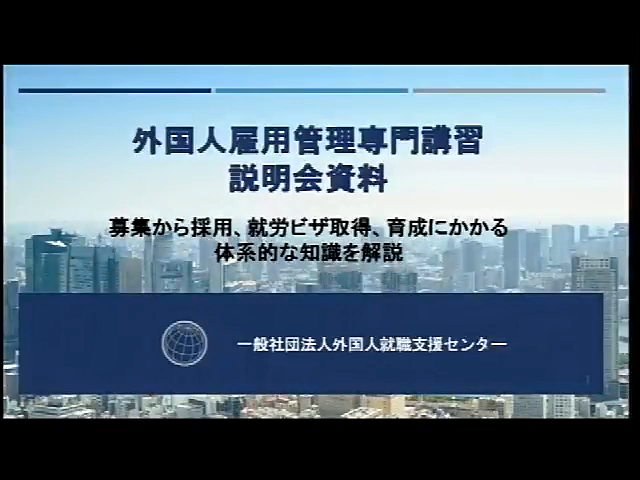 外国人雇用管理専門講習
説明会資料
募集から採用、就労ビザ取得、育成にかかる
体系的な知識を解説
一般社団法人外国人就職支援センター